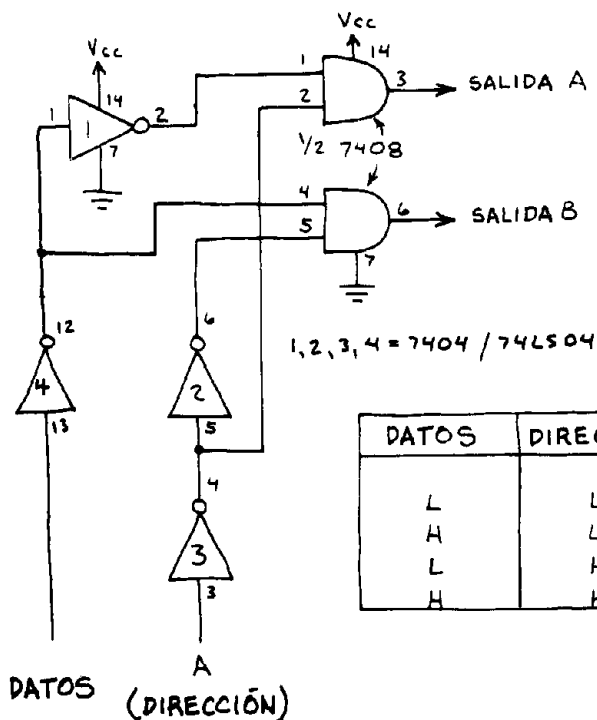 Vcc
Vcc
14
1
3
SALIDA A
14
1
1
2
2
7
1/2 7408
4
6
SALIDA B
5
7
12
6
1, 2, 3, 4 = 7404 / 74LS04
4
2
13
5
DATOS
L
H
L
H
4
3
3
DATOS
A
(DIRECCIÓN)